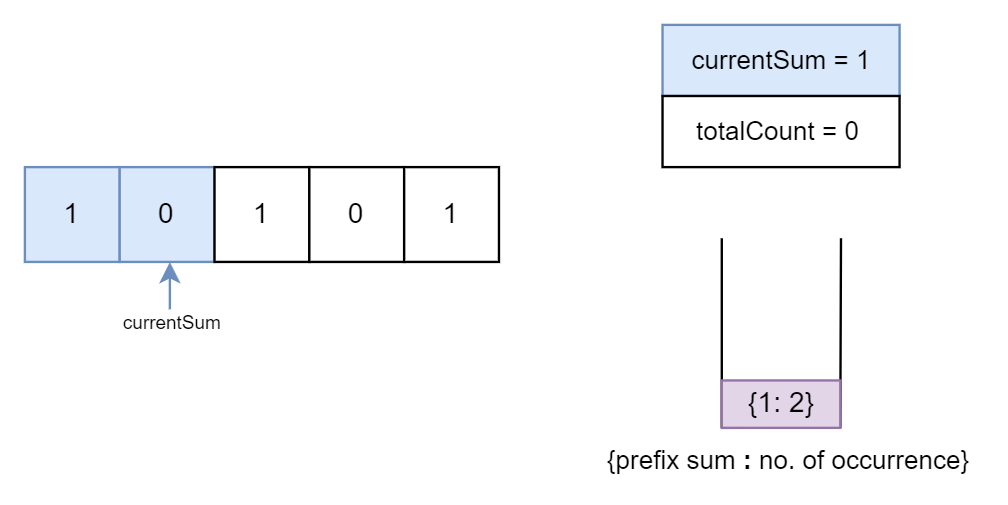 currentSum = 1
totalCount = 0
1 0 1 0 1
currentSum
{1: 2}
{prefix sum : no. of occurrence}